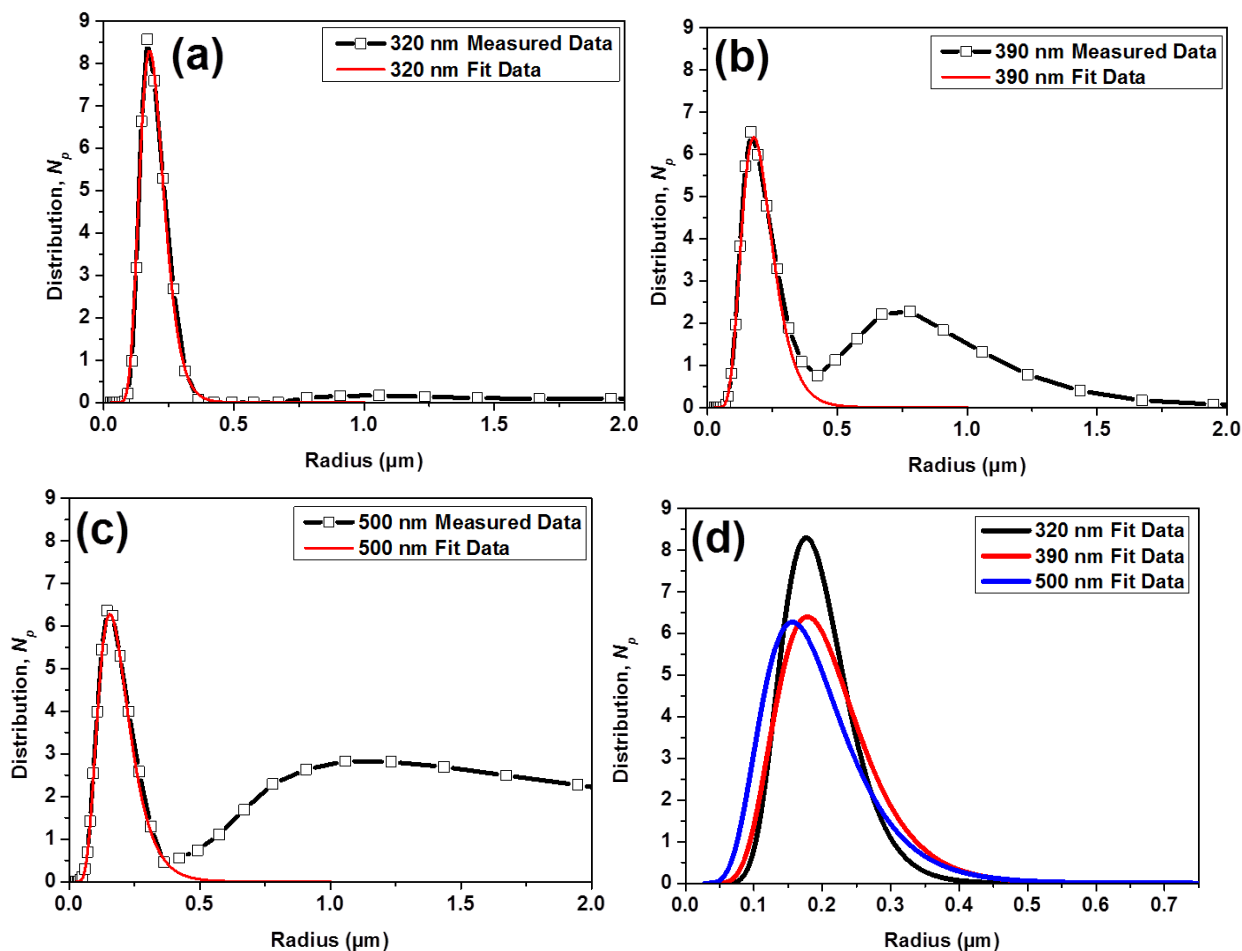 (a)
320 nm Measured Data
320 nm Fit Data
Distribution, Np
9
8
7
6
5
4
3
2
1
0
0.0 0.5 1.0 1.5 2.0
Radius (µm)
(b)
390 nm Measured Data
390 nm Fit Data
Distribution, Np
9
8
7
6
5
4
3
2
1
0
0.0 0.5 1.0 1.5 2.0
Radius (µm)
(c)
500 nm Measured Data
500 nm Fit Data
Distribution, Np
9
8
7
6
5
4
3
2
1
0
0.0 0.5 1.0 1.5 2.0
Radius (µm)
(d)
320 nm Fit Data
390 nm Fit Data
500 nm Fit Data
Distribution, Np
9
8
7
6
5
4
3
2
1
0
0.0 0.1 0.2 0.3 0.4 0.5 0.6 0.7
Radius (µm)